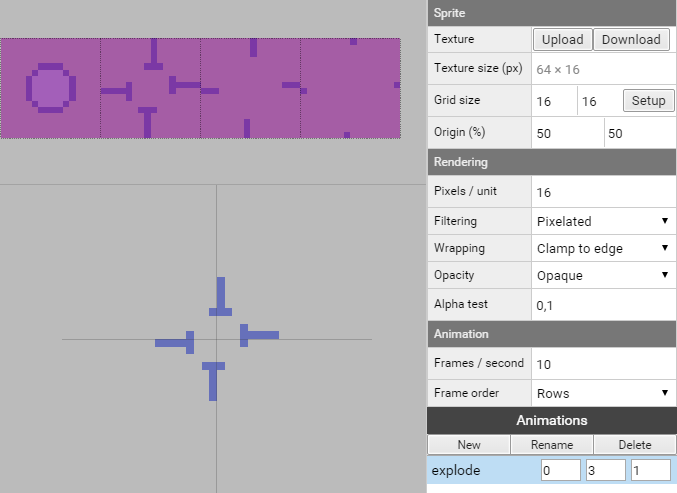 Sprite
Texture Upload Download
Texture size (px) 64 × 16
Grid size 16 16 Setup
Origin (%) 50 50
Rendering
Pixels / unit 16
Filtering Pixelated
Wrapping Clamp to edge
Opacity Opaque
Alpha test 0,1
Animation
Frames / second 10
Frame order Rows
Animations
New Rename Delete
explode 0 3 1